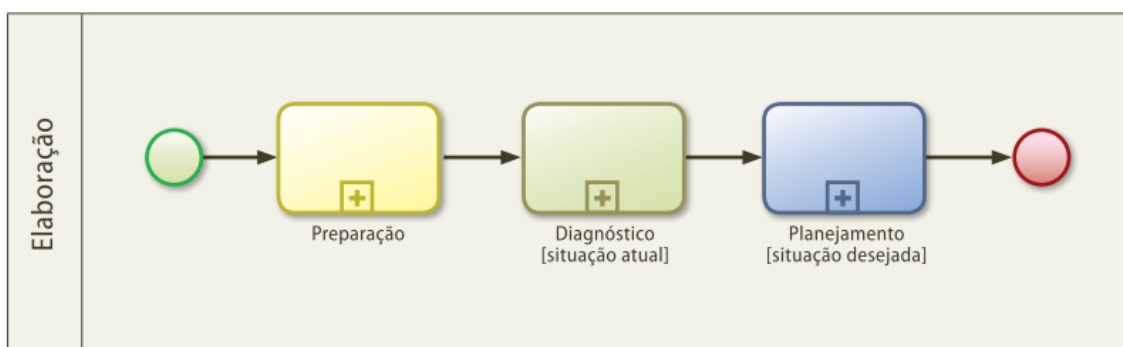 Elaboração
Preparação
Diagnóstico
[situação atual]
Planejamento
[situação desejada]